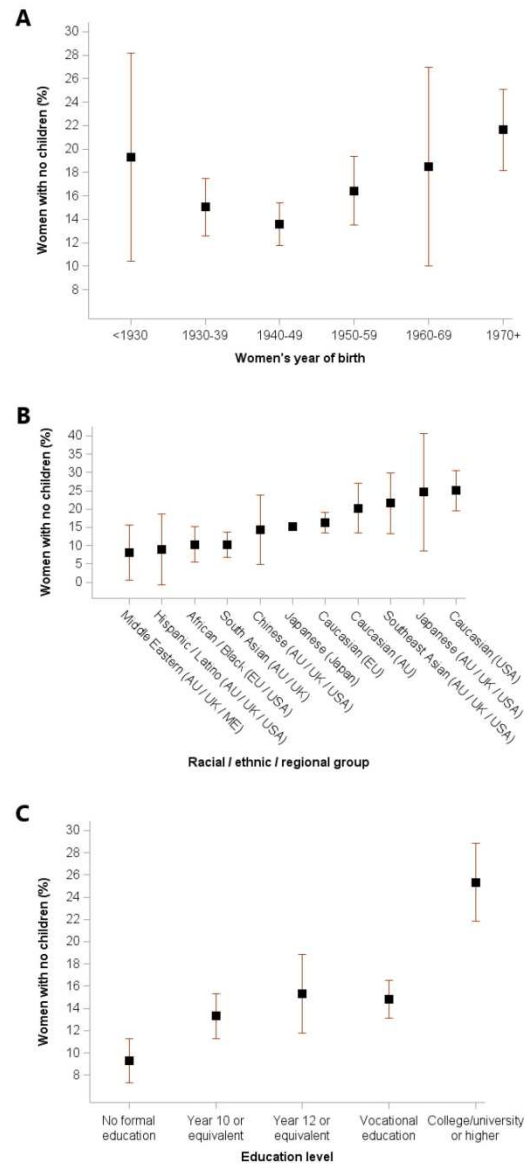 A
Women with no children (%)
30
28
26
24
22
20
18
16
14
12
10
8
<1930
1930-39
1940-49
1950-59
1960-69
1970+
Women's year of birth
B
Women with no children (%)
40
35
30
25
20
15
10
5
0
Middle Eastern (AU / UK / ME)
Hispanic / Latino (AU / UK / USA)
African / Black (EU / USA)
South Asian (AU / UK)
Chinese (AU / UK / USA)
Japanese (Japan)
Caucasian (EU)
Caucasian (AU)
Southeast Asian (AU / UK / USA)
Japanese (AU / UK / USA)
Caucasian (USA)
Racial / ethnic / regional group
C
Women with no children (%)
30
28
26
24
22
20
18
16
14
12
10
8
No formal
education
Year 10 or
equivalent
Year 12 or
equivalent
Vocational
education
College/university
or higher
Education level